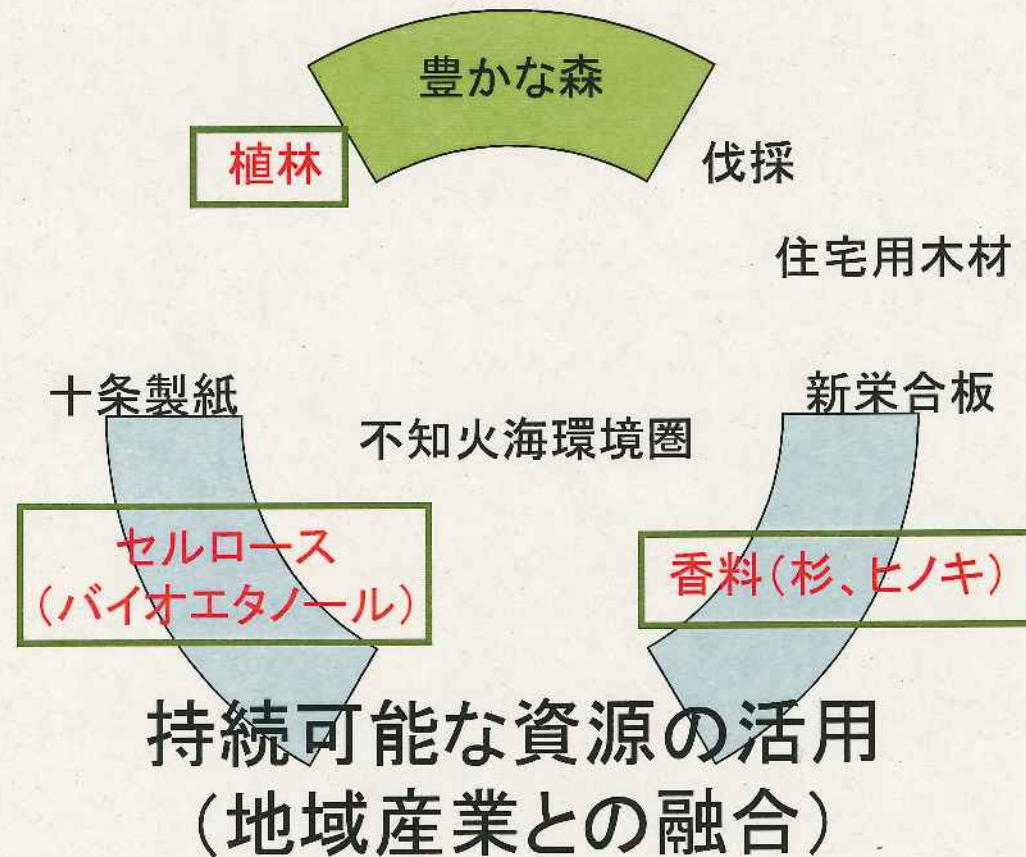 豊かな森
植林
伐採
住宅用木材
十条製紙
新栄合板
不知火海環境圏
セルロース
(バイオエタノール)
香料(杉、ヒノキ)
持続可能な資源の活用
(地域産業との融合)